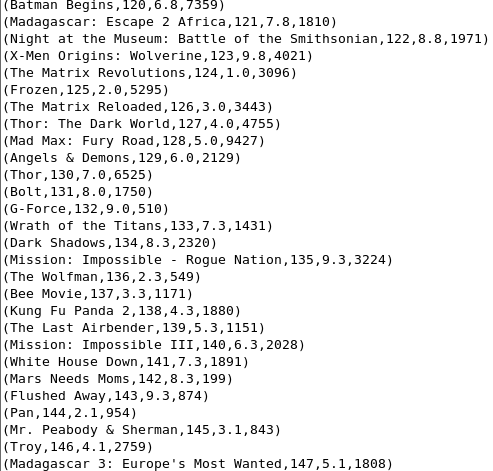 (Batman Begins,120,6.8,7359)
(Madagascar: Escape 2 Africa,121,7.8,1810)
(Night at the Museum: Battle of the Smithsonian,122,8.8,1971)
(X-Men Origins: Wolverine,123,9.8,4021)
(The Matrix Revolutions,124,1.0,3096)
(Frozen,125,2.0,5295)
(The Matrix Reloaded,126,3.0,3443)
(Thor: The Dark World,127,4.0,4755)
(Mad Max: Fury Road,128,5.0,9427)
(Angels & Demons,129,6.0,2129)
(Thor,130,7.0,6525)
(Bolt,131,8.0,1750)
(G-Force,132,9.0,510)
(Wrath of the Titans,133,7.3,1431)
(Dark Shadows,134,8.3,2320)
(Mission: Impossible - Rogue Nation,135,9.3,3224)
(The Wolfman,136,2.3,549)
(Bee Movie,137,3.3,1171)
(Kung Fu Panda 2,138,4.3,1880)
(The Last Airbender,139,5.3,1151)
(Mission: Impossible III,140,6.3,2028)
(White House Down,141,7.3,1891)
(Mars Needs Moms,142,8.3,199)
(Flushed Away,143,9.3,874)
(Pan,144,2.1,954)
(Mr. Peabody & Sherman,145,3.1,843)
(Troy,146,4.1,2759)
(Madagascar 3: Europe's Most Wanted,147,5.1,1808)